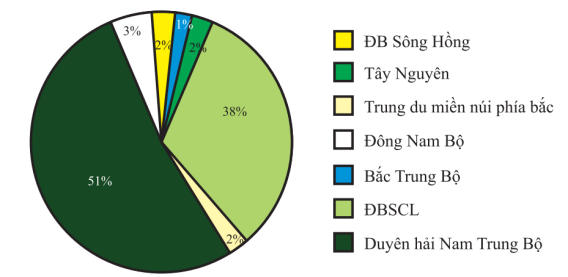 3%
2%
1%
2%
38%
51%
2%
ĐB Sông Hồng
Tây Nguyên
Trung du miền núi phía bắc
Đông Nam Bộ
Bắc Trung Bộ
ĐBSCL
Duyên hải Nam Trung Bộ